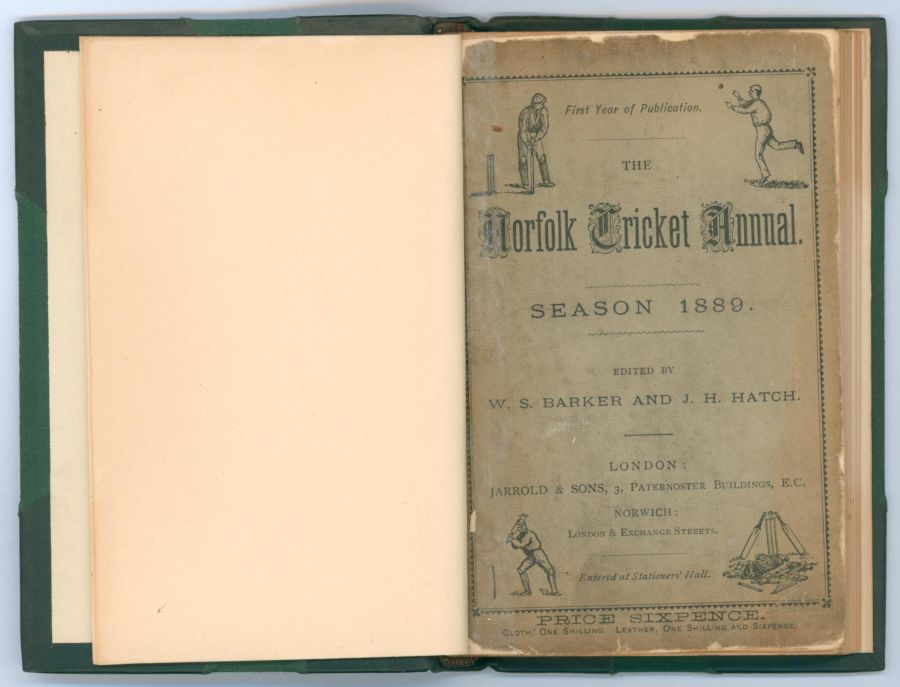 First Year of Publication.
THE
Norfolk Cricket Annual.
SEASON 1889.
EDITED BY
W. S. BARKER AND J. H. HATCH.
LONDON:
JARROLD & SONS, 3, PATERNOSTER BUILDINGS, E.C.
NORWICH:
LONDON & EXCHANGE STREETS.
Entered at Stationers' Hall.
PRICE SIXPENCE.
CLOTH, ONE SHILLING. LEATHER, ONE SHILLING AND SIXPENCE.